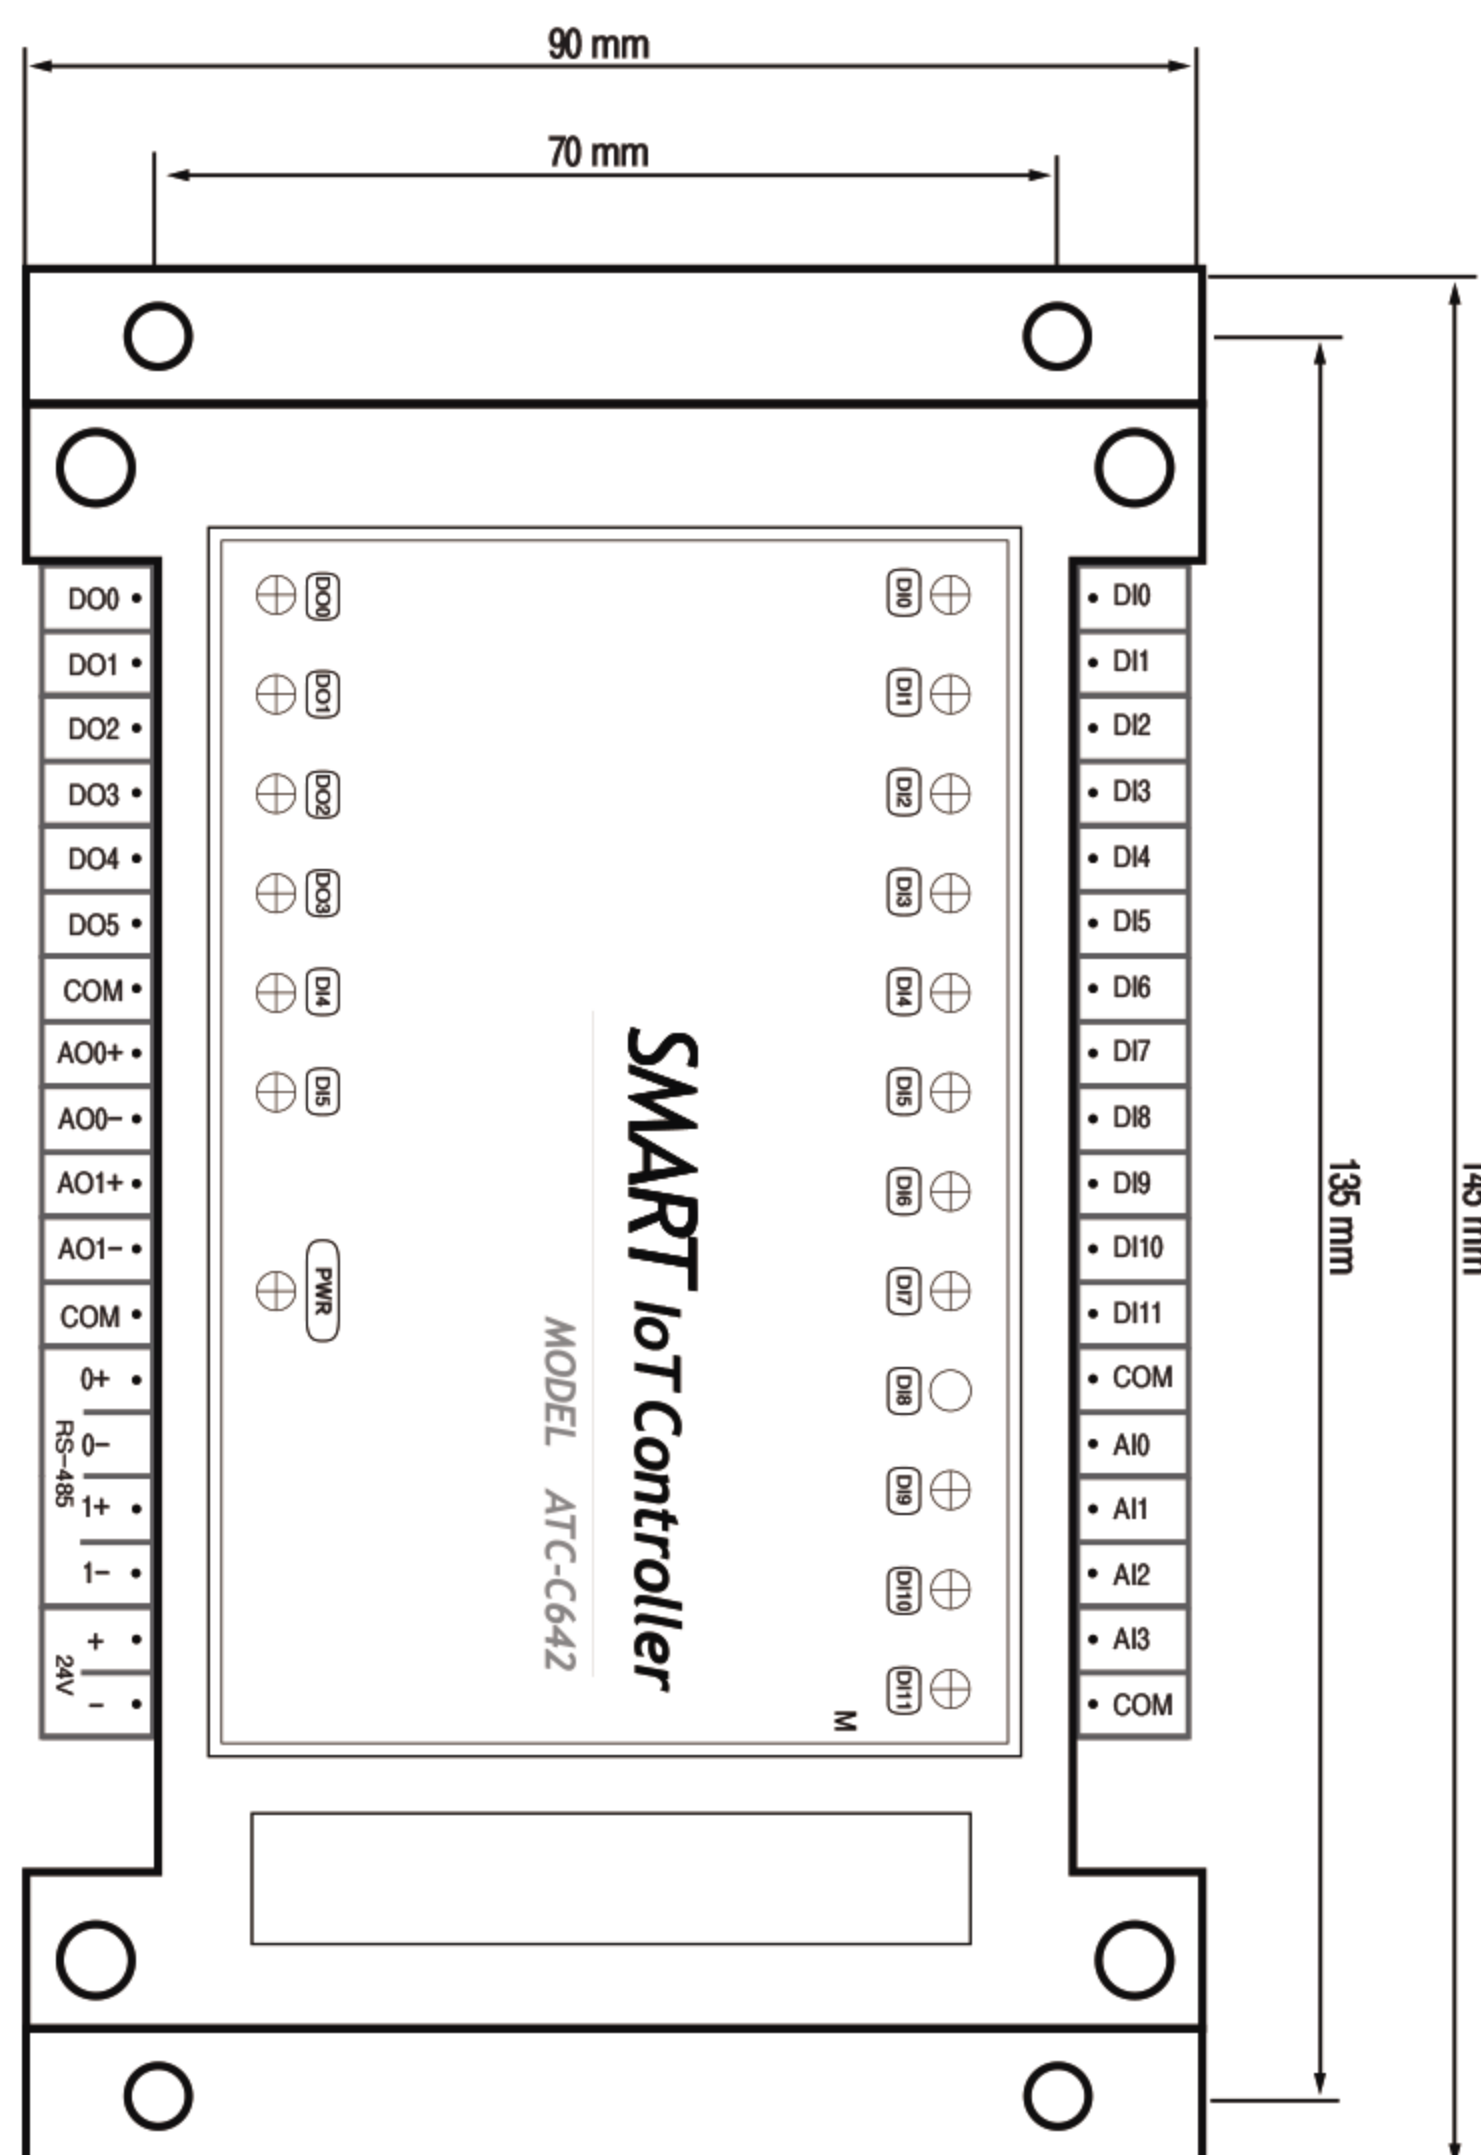 90 mm
70 mm
145 mm
135 mm
DO0
DO1
DO2
DO3
DO4
DO5
COM
AO0+
AO0-
AO1+
AO1-
COM
RS-485
0+
0-
1+
1-
24V
+
-
DO0
DO1
DO2
DO3
DI4
DI5
PWR
SMART IoT Controller
MODEL ATC-C642
DI0
DI1
DI2
DI3
DI4
DI5
DI6
DI7
DI8
DI9
DI10
DI11
M
DI0
DI1
DI2
DI3
DI4
DI5
DI6
DI7
DI8
DI9
DI10
DI11
COM
AI0
AI1
AI2
AI3
COM